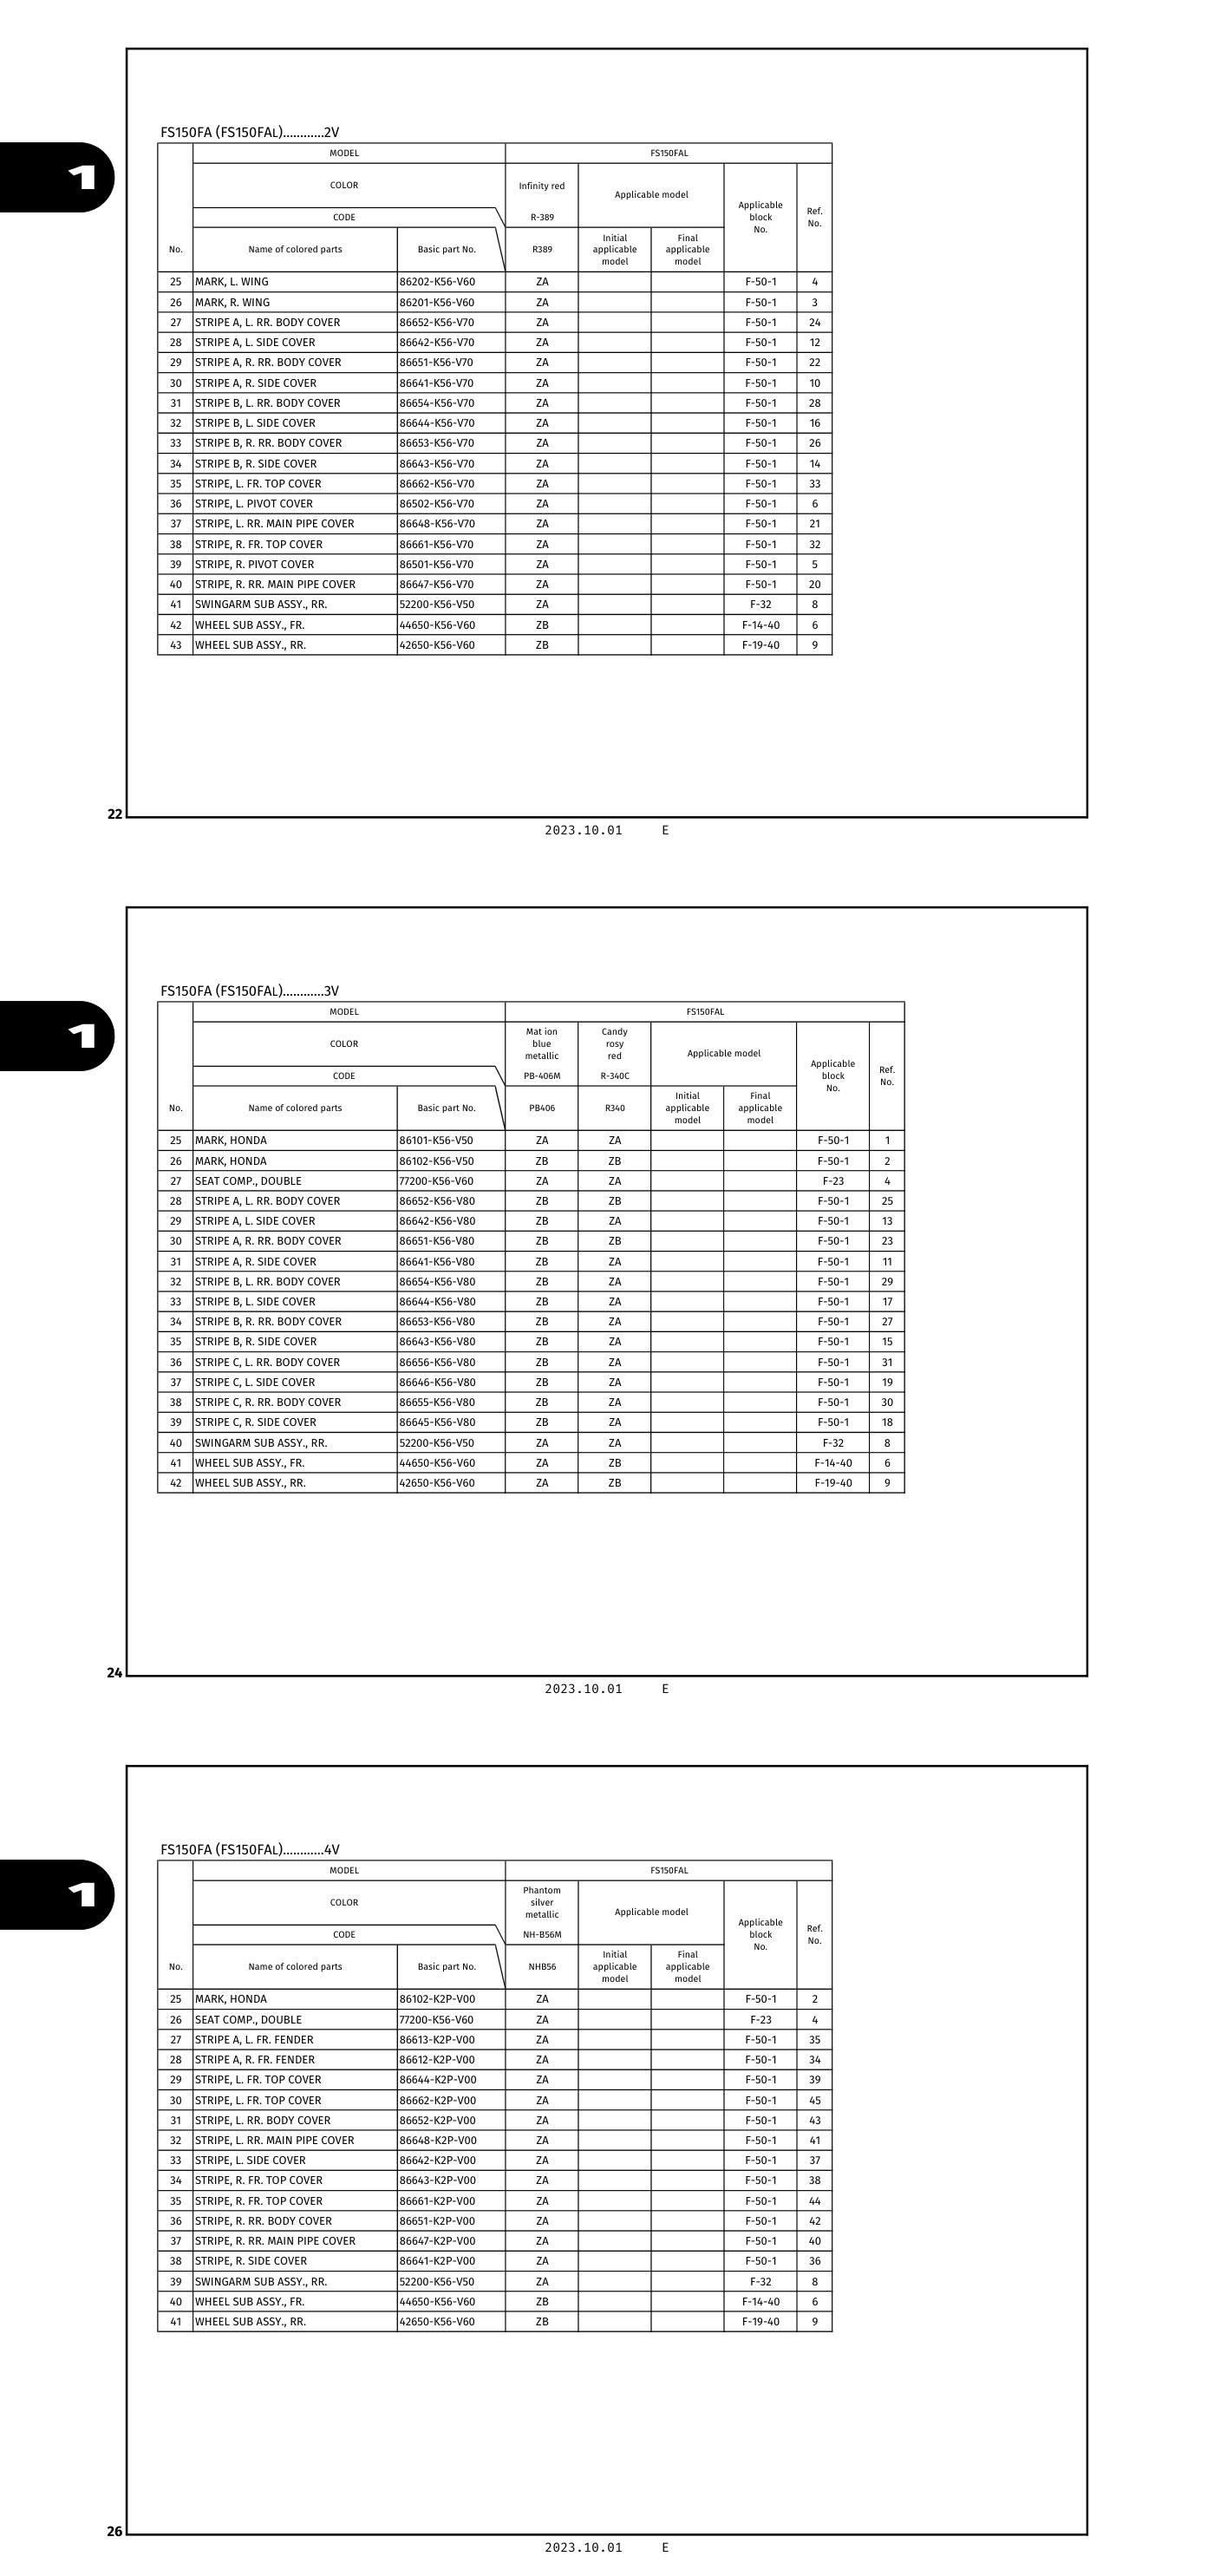 FS150FA (FS150FAL)............2V
1
MODEL FS150FAL
COLOR Infinity red Applicable model Applicable block No. Ref. No.
CODE R-389
No. Name of colored parts Basic part No. R389 Initial applicable model Final applicable model
25 MARK, L. WING 86202-K56-V60 ZA F-50-1 4
26 MARK, R. WING 86201-K56-V60 ZA F-50-1 3
27 STRIPE A, L. RR. BODY COVER 86652-K56-V70 ZA F-50-1 24
28 STRIPE A, L. SIDE COVER 86642-K56-V70 ZA F-50-1 12
29 STRIPE A, R. RR. BODY COVER 86651-K56-V70 ZA F-50-1 22
30 STRIPE A, R. SIDE COVER 86641-K56-V70 ZA F-50-1 10
31 STRIPE B, L. RR. BODY COVER 86654-K56-V70 ZA F-50-1 28
32 STRIPE B, L. SIDE COVER 86644-K56-V70 ZA F-50-1 16
33 STRIPE B, R. RR. BODY COVER 86653-K56-V70 ZA F-50-1 26
34 STRIPE B, R. SIDE COVER 86643-K56-V70 ZA F-50-1 14
35 STRIPE, L. FR. TOP COVER 86662-K56-V70 ZA F-50-1 33
36 STRIPE, L. PIVOT COVER 86502-K56-V70 ZA F-50-1 6
37 STRIPE, L. RR. MAIN PIPE COVER 86648-K56-V70 ZA F-50-1 21
38 STRIPE, R. FR. TOP COVER 86661-K56-V70 ZA F-50-1 32
39 STRIPE, R. PIVOT COVER 86501-K56-V70 ZA F-50-1 5
40 STRIPE, R. RR. MAIN PIPE COVER 86647-K56-V70 ZA F-50-1 20
41 SWINGARM SUB ASSY., RR. 52200-K56-V50 ZA F-32 8
42 WHEEL SUB ASSY., FR. 44650-K56-V60 ZB F-14-40 6
43 WHEEL SUB ASSY., RR. 42650-K56-V60 ZB F-19-40 9
22
2023.10.01 E
FS150FA (FS150FAL)............3V
1
MODEL FS150FAL
COLOR Mat ion blue metallic Candy rosy red Applicable model Applicable block No. Ref. No.
CODE PB-406M R-340C
No. Name of colored parts Basic part No. PB406 R340 Initial applicable model Final applicable model
25 MARK, HONDA 86101-K56-V50 ZA ZA F-50-1 1
26 MARK, HONDA 86102-K56-V50 ZB ZB F-50-1 2
27 SEAT COMP., DOUBLE 77200-K56-V60 ZA ZA F-23 4
28 STRIPE A, L. RR. BODY COVER 86652-K56-V80 ZB ZB F-50-1 25
29 STRIPE A, L. SIDE COVER 86642-K56-V80 ZB ZA F-50-1 13
30 STRIPE A, R. RR. BODY COVER 86651-K56-V80 ZB ZB F-50-1 23
31 STRIPE A, R. SIDE COVER 86641-K56-V80 ZB ZA F-50-1 11
32 STRIPE B, L. RR. BODY COVER 86654-K56-V80 ZB ZA F-50-1 29
33 STRIPE B, L. SIDE COVER 86644-K56-V80 ZB ZA F-50-1 17
34 STRIPE B, R. RR. BODY COVER 86653-K56-V80 ZB ZA F-50-1 27
35 STRIPE B, R. SIDE COVER 86643-K56-V80 ZB ZA F-50-1 15
36 STRIPE C, L. RR. BODY COVER 86656-K56-V80 ZB ZA F-50-1 31
37 STRIPE C, L. SIDE COVER 86646-K56-V80 ZB ZA F-50-1 19
38 STRIPE C, R. RR. BODY COVER 86655-K56-V80 ZB ZA F-50-1 30
39 STRIPE C, R. SIDE COVER 86645-K56-V80 ZB ZA F-50-1 18
40 SWINGARM SUB ASSY., RR. 52200-K56-V50 ZA ZA F-32 8
41 WHEEL SUB ASSY., FR. 44650-K56-V60 ZA ZB F-14-40 6
42 WHEEL SUB ASSY., RR. 42650-K56-V60 ZA ZB F-19-40 9
24
2023.10.01 E
FS150FA (FS150FAL)............4V
1
MODEL FS150FAL
COLOR Phantom silver metallic Applicable model Applicable block No. Ref. No.
CODE NH-B56M
No. Name of colored parts Basic part No. NHB56 Initial applicable model Final applicable model
25 MARK, HONDA 86102-K2P-V00 ZA F-50-1 2
26 SEAT COMP., DOUBLE 77200-K56-V60 ZA F-23 4
27 STRIPE A, L. FR. FENDER 86613-K2P-V00 ZA F-50-1 35
28 STRIPE A, R. FR. FENDER 86612-K2P-V00 ZA F-50-1 34
29 STRIPE, L. FR. TOP COVER 86644-K2P-V00 ZA F-50-1 39
30 STRIPE, L. FR. TOP COVER 86662-K2P-V00 ZA F-50-1 45
31 STRIPE, L. RR. BODY COVER 86652-K2P-V00 ZA F-50-1 43
32 STRIPE, L. RR. MAIN PIPE COVER 86648-K2P-V00 ZA F-50-1 41
33 STRIPE, L. SIDE COVER 86642-K2P-V00 ZA F-50-1 37
34 STRIPE, R. FR. TOP COVER 86643-K2P-V00 ZA F-50-1 38
35 STRIPE, R. FR. TOP COVER 86661-K2P-V00 ZA F-50-1 44
36 STRIPE, R. RR. BODY COVER 86651-K2P-V00 ZA F-50-1 42
37 STRIPE, R. RR. MAIN PIPE COVER 86647-K2P-V00 ZA F-50-1 40
38 STRIPE, R. SIDE COVER 86641-K2P-V00 ZA F-50-1 36
39 SWINGARM SUB ASSY., RR. 52200-K56-V50 ZA F-32 8
40 WHEEL SUB ASSY., FR. 44650-K56-V60 ZB F-14-40 6
41 WHEEL SUB ASSY., RR. 42650-K56-V60 ZB F-19-40 9
26
2023.10.01 E